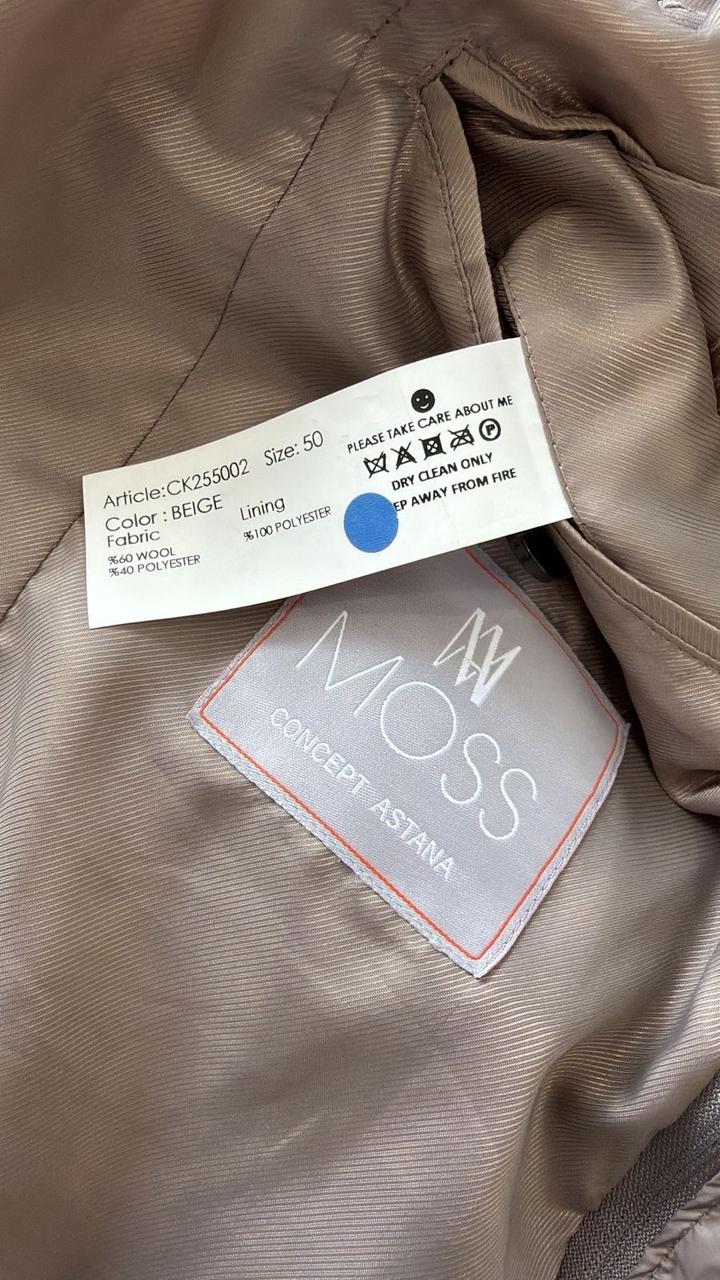 Article:CK255002 Size: 50
Color : BEIGE
Fabric
%60 WOOL
%40 POLYESTER
Lining
%100 POLYESTER
PLEASE TAKE CARE ABOUT ME
P
DRY CLEAN ONLY
EP AWAY FROM FIRE
MOSS
CONCEPT ASTANA